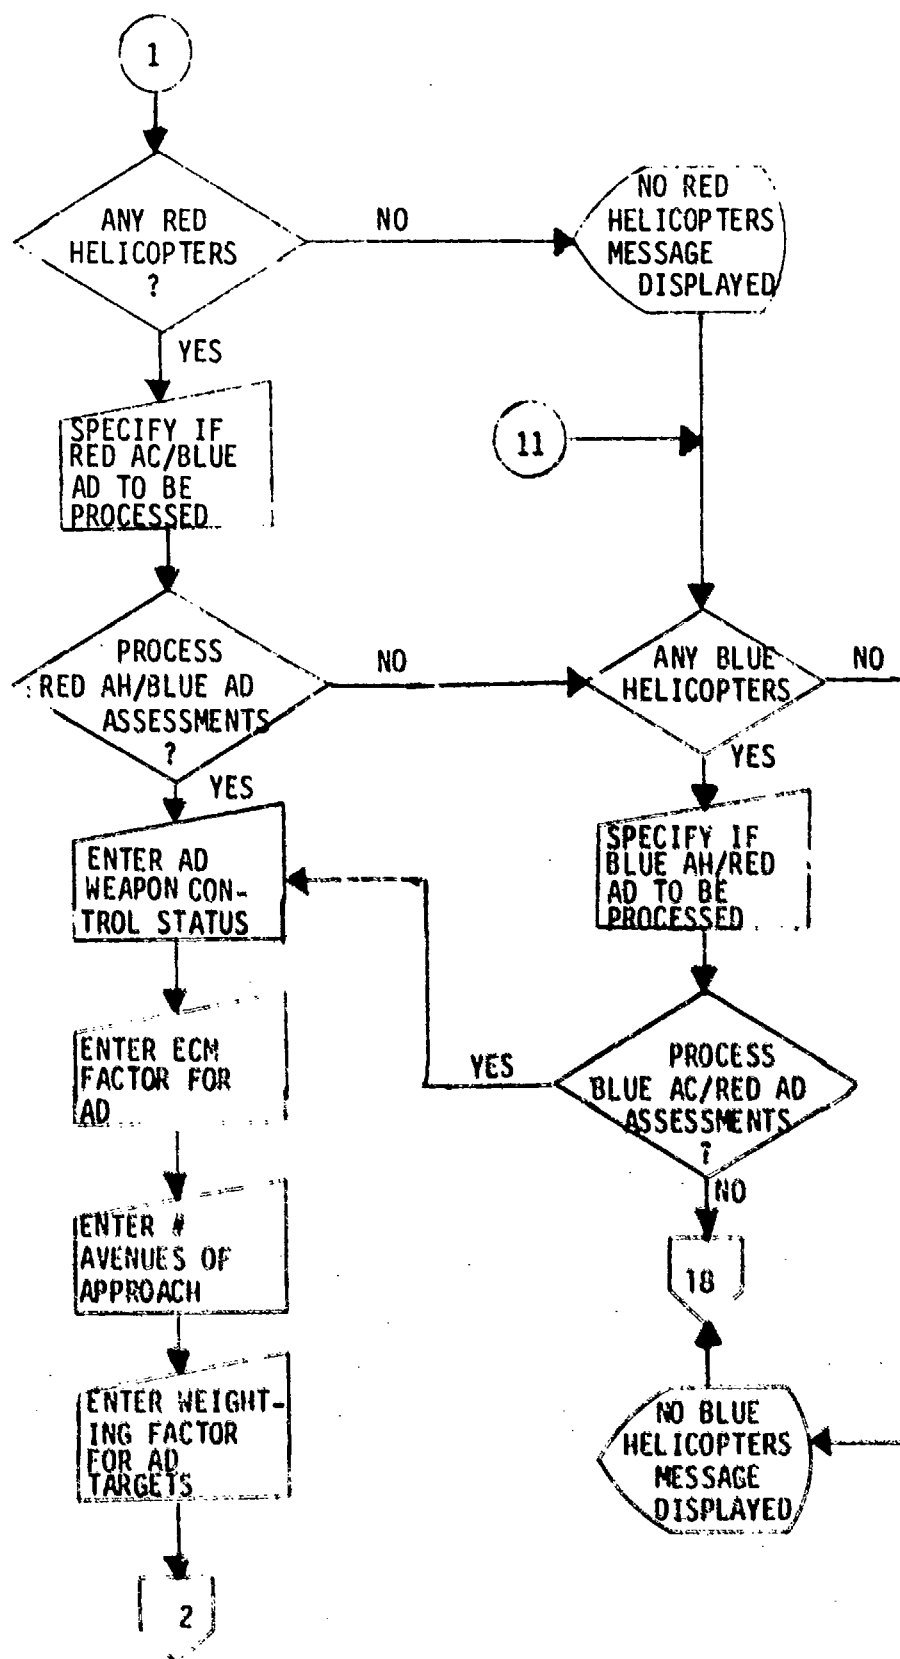 1
ANY RED
HELICOPTERS
?
NO
NO RED
HELICOPTERS
MESSAGE
DISPLAYED
YES
SPECIFY IF
RED AC/BLUE
AD TO BE
PROCESSED
11
PROCESS
RED AH/BLUE AD
ASSESSMENTS
?
NO
ANY BLUE
HELICOPTERS
NO
YES
YES
ENTER AD
WEAPON CON-
TROL STATUS
SPECIFY IF
BLUE AH/RED
AD TO BE
PROCESSED
ENTER ECM
FACTOR FOR
AD
YES
PROCESS
BLUE AC/RED AD
ASSESSMENTS
?
NO
ENTER #
AVENUES OF
APPROACH
18
ENTER WEIGHT-
ING FACTOR
FOR AD
TARGETS
NO BLUE
HELICOPTERS
MESSAGE
DISPLAYED
2